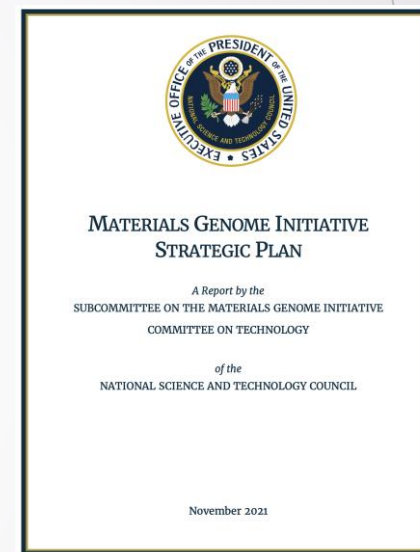 EXECUTIVE OFFICE OF THE PRESIDENT OF THE UNITED STATES
NATIONAL SCIENCE AND TECHNOLOGY COUNCIL
MATERIALS GENOME INITIATIVE
STRATEGIC PLAN
A Report by the
SUBCOMMITTEE ON THE MATERIALS GENOME INITIATIVE
COMMITTEE ON TECHNOLOGY
of the
NATIONAL SCIENCE AND TECHNOLOGY COUNCIL
November 2021